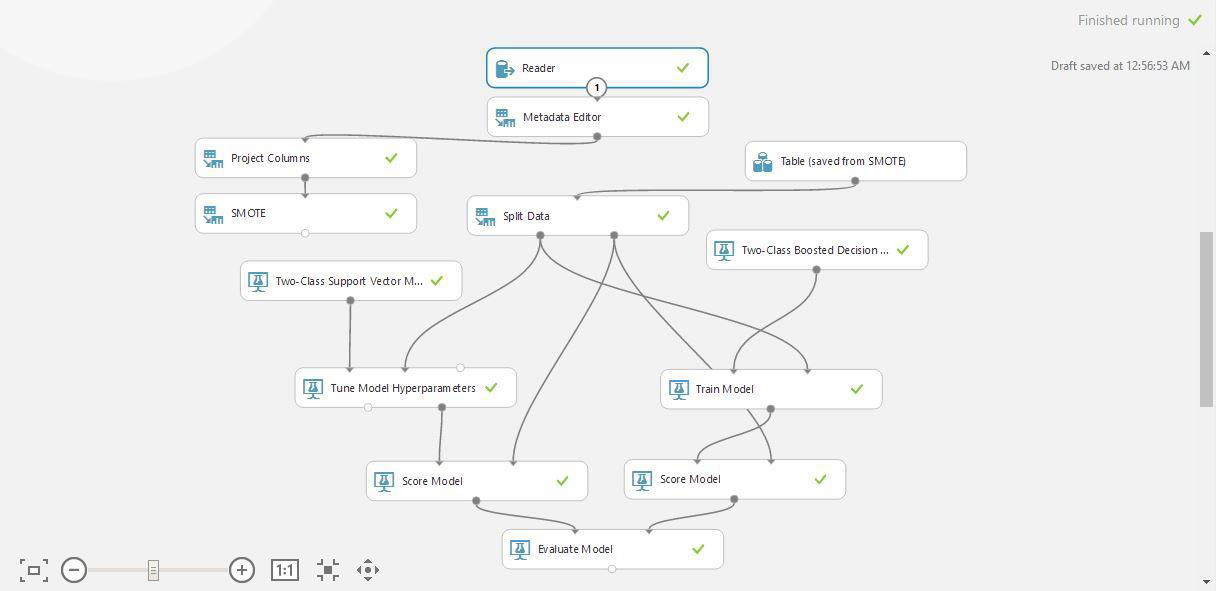 Finished running
Draft saved at 12:56:53 AM
Reader
1
Metadata Editor
Project Columns
Table (saved from SMOTE)
SMOTE
Split Data
Two-Class Boosted Decision ...
Two-Class Support Vector M...
Tune Model Hyperparameters
Train Model
Score Model
Score Model
Evaluate Model
1:1